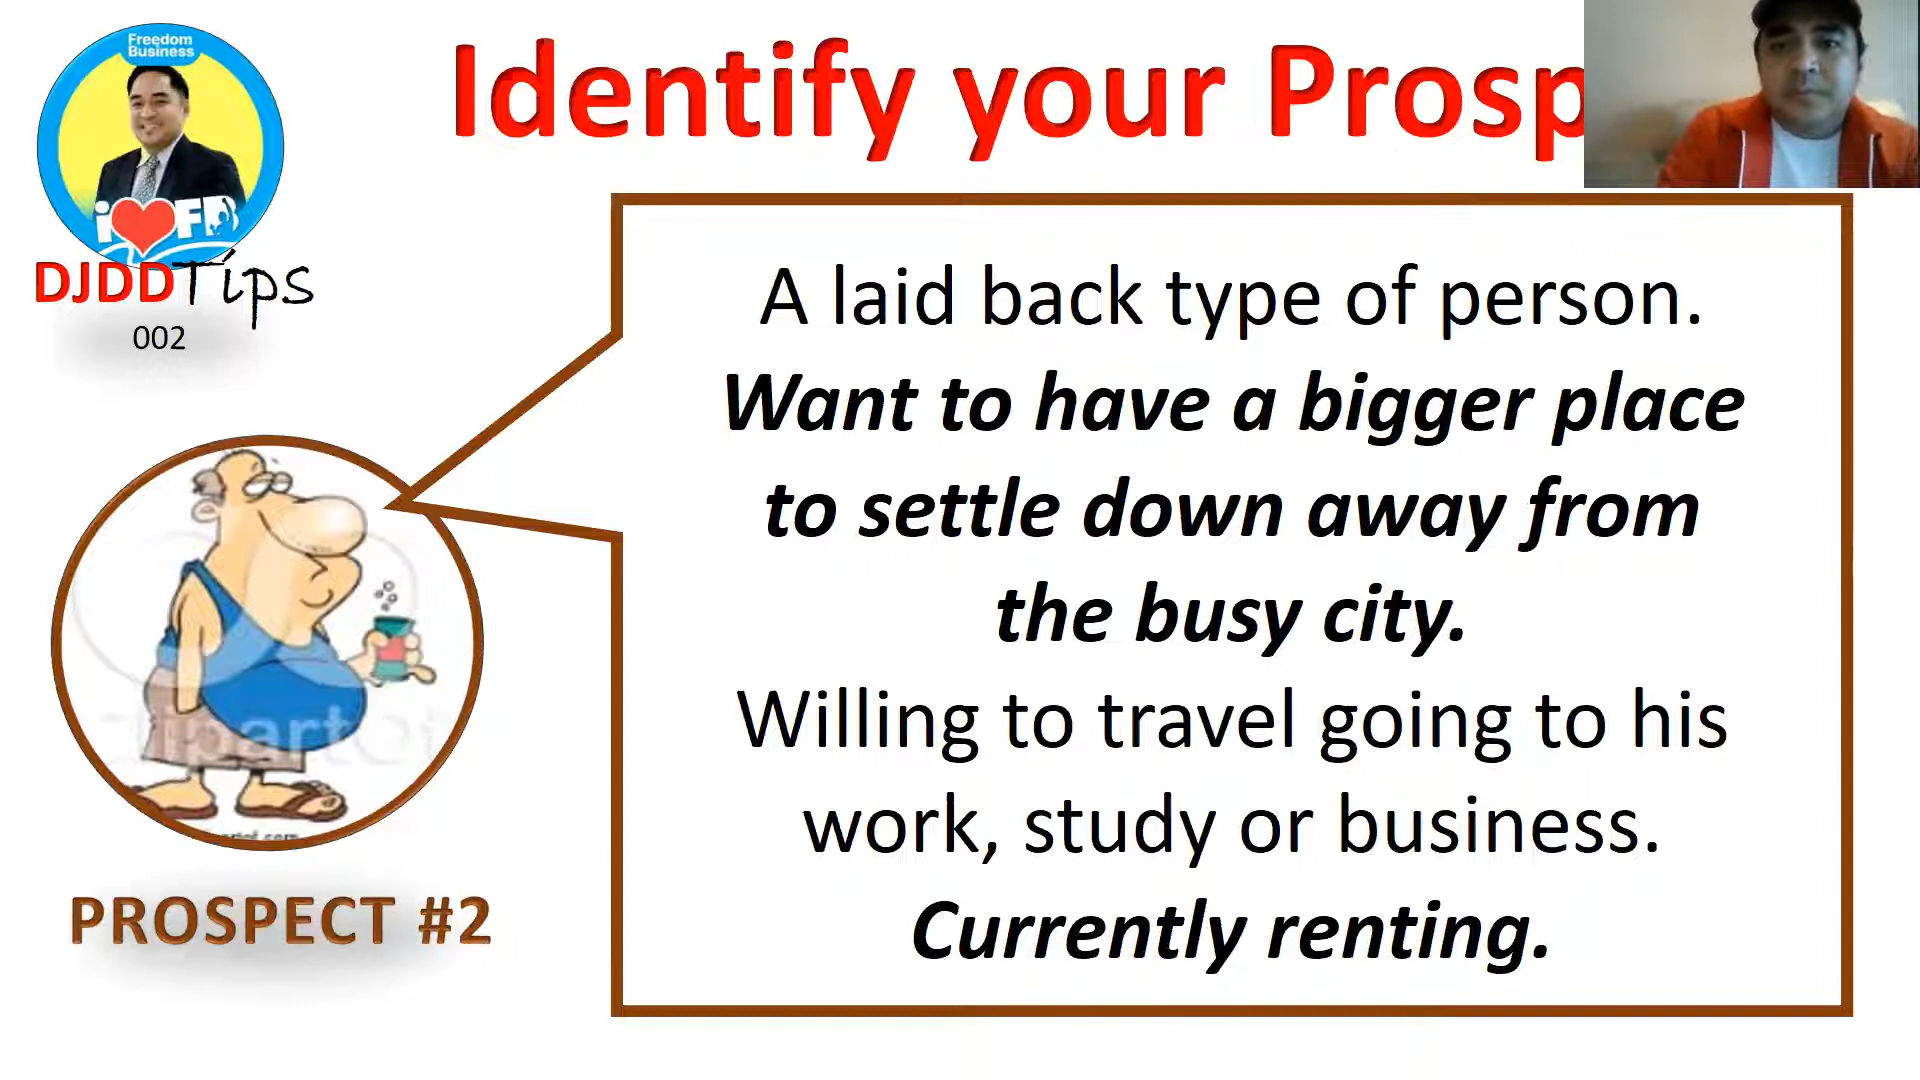 Freedom
Business
i FB
DJDDTips
002
Identify your Prosp
A laid back type of person.
Want to have a bigger place
to settle down away from
the busy city.
Willing to travel going to his
work, study or business.
Currently renting.
PROSPECT #2